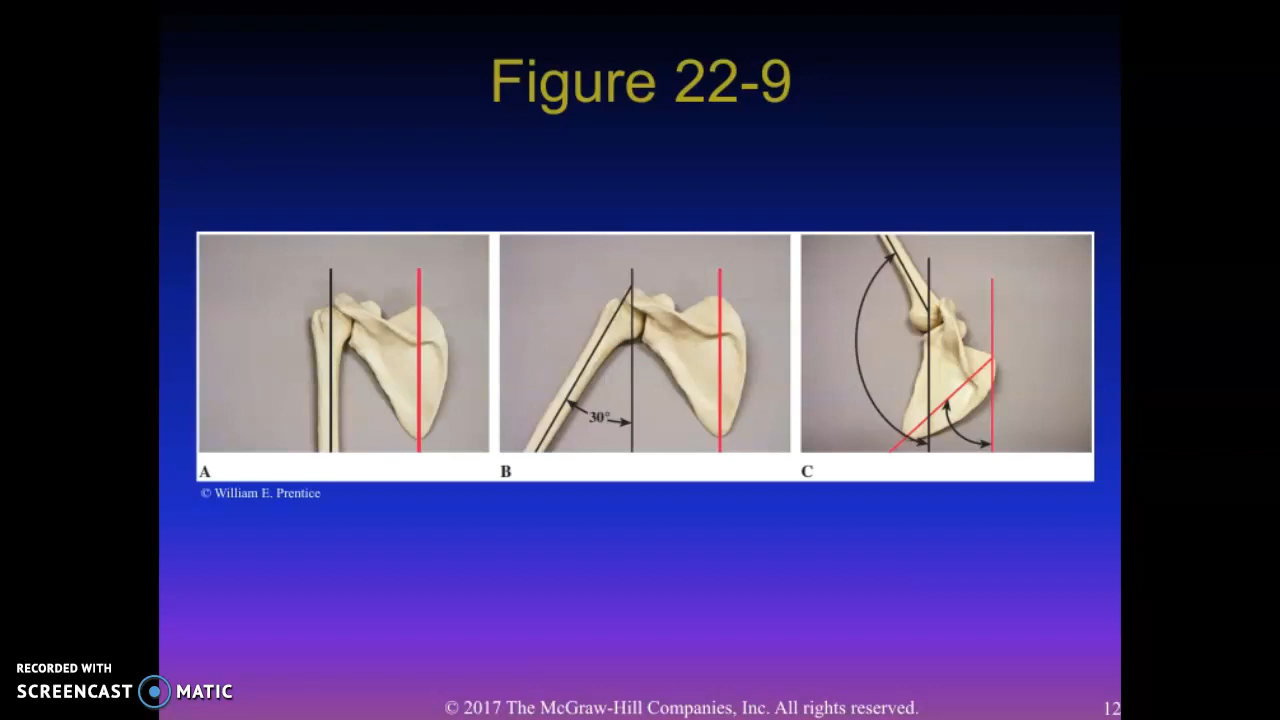 Figure 22-9
30°
A
B
C
© William E. Prentice
RECORDED WITH
SCREENCAST MATIC
© 2017 The McGraw-Hill Companies, Inc. All rights reserved.
12